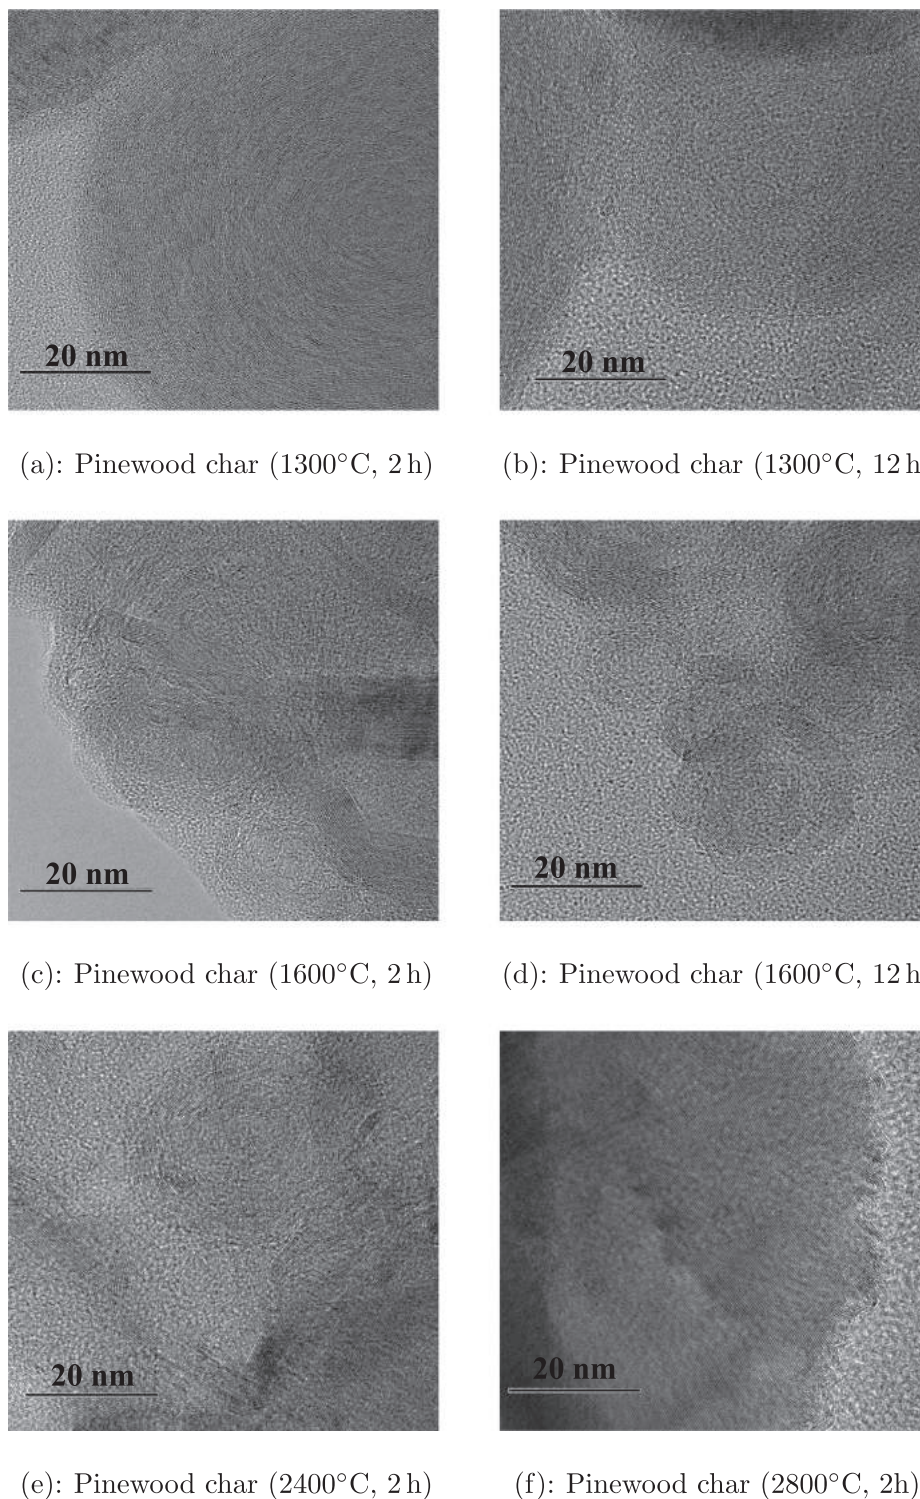 20 nm
20 nm
(a): Pinewood char (1300°C, 2 h)
(b): Pinewood char (1300°C, 12 h
20 nm
20 nm
(c): Pinewood char (1600°C, 2 h)
(d): Pinewood char (1600°C, 12 h
20 nm
20 nm
(e): Pinewood char (2400°C, 2 h)
(f): Pinewood char (2800°C, 2h)